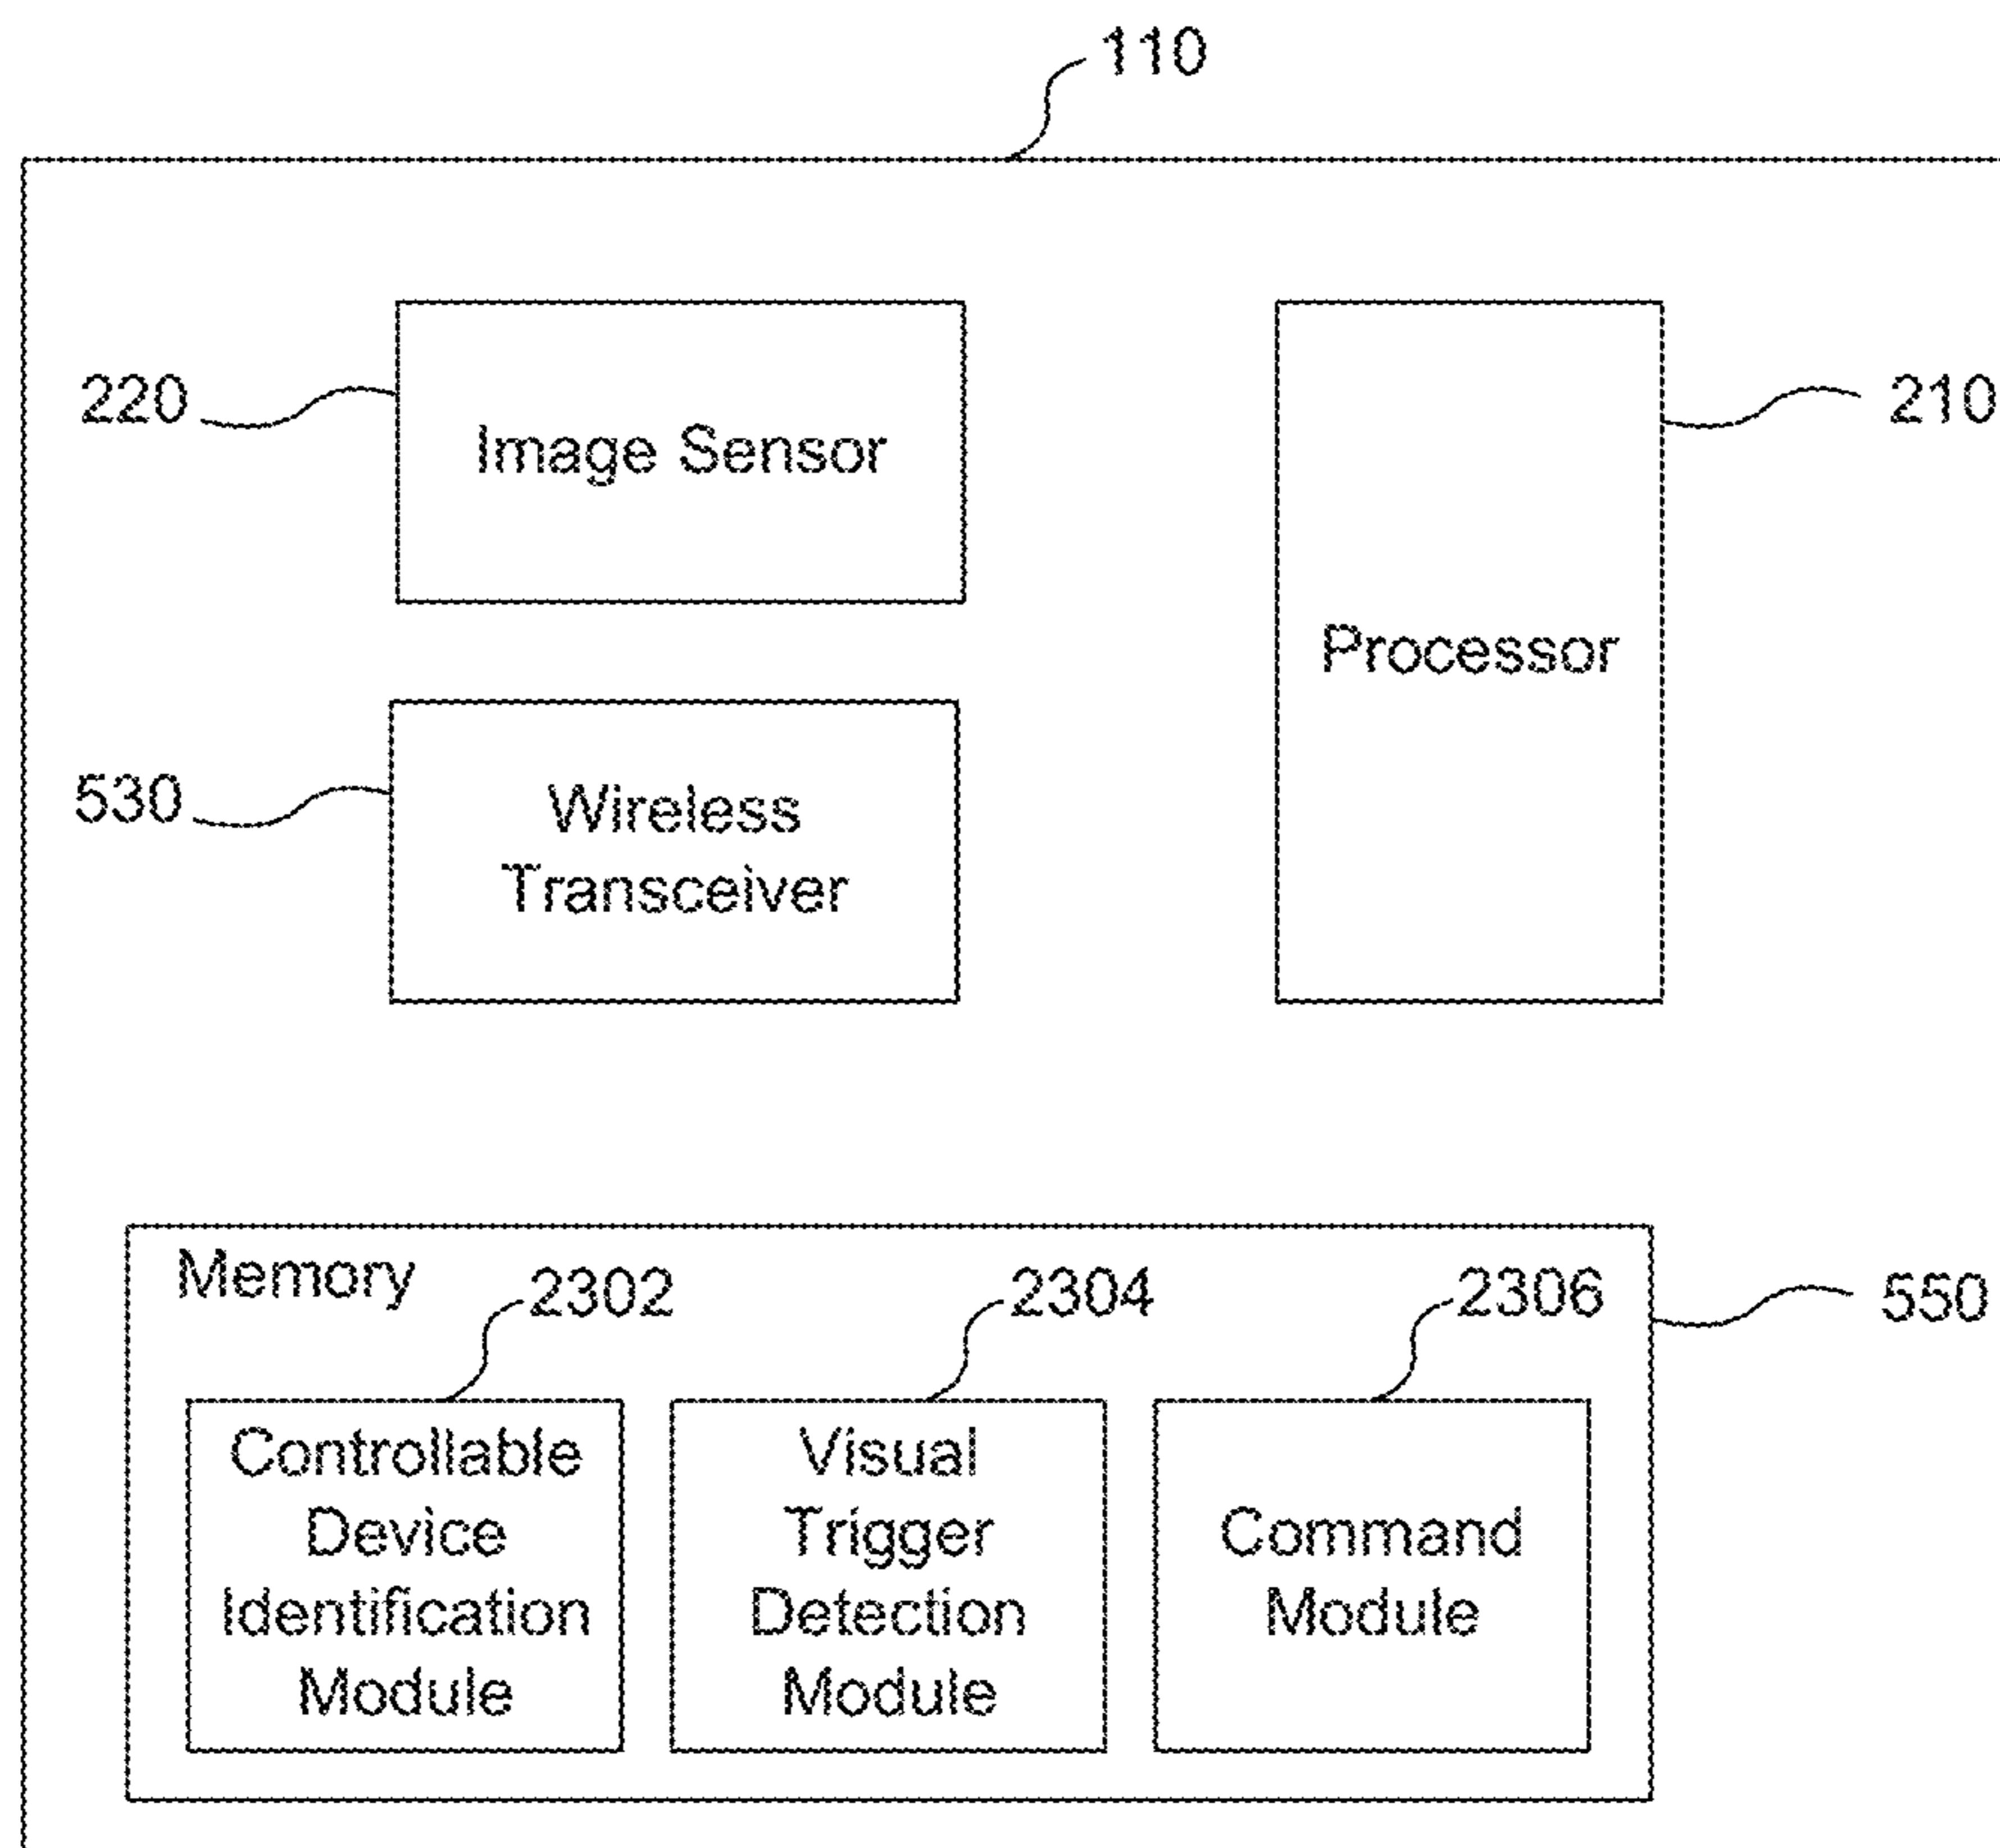 110
220
Image Sensor
210
Processor
530
Wireless
Transceiver
Memory
2302
2304
2306
550
Controllable
Device
Identification
Module
Visual
Trigger
Detection
Module
Command
Module